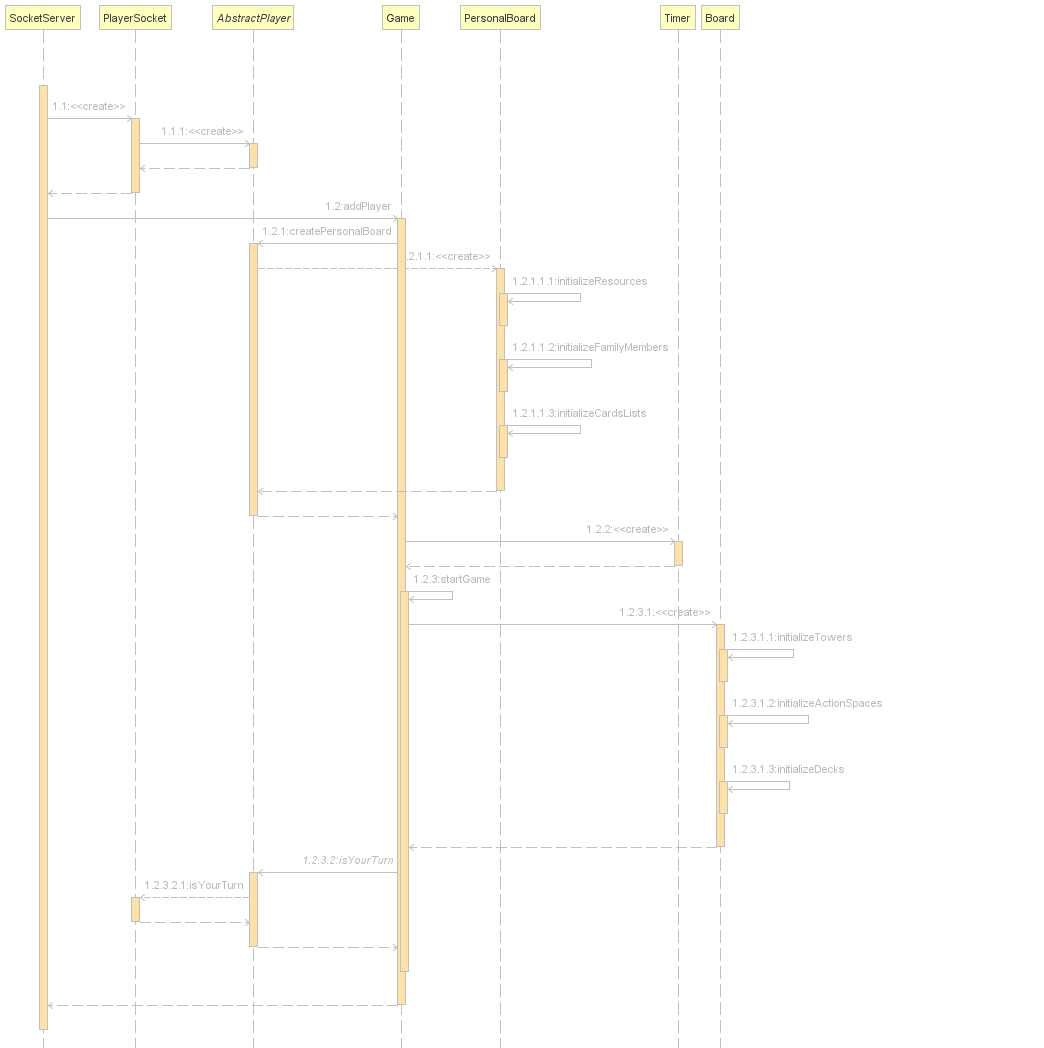 SocketServer
PlayerSocket
AbstractPlayer
Game
PersonalBoard
Timer
Board
1.1:<<create>>
1.1.1:<<create>>
1.2:addPlayer
1.2.1:createPersonalBoard
.2.1.1:<<create>>
1.2.1.1.1:initializeResources
1.2.1.1.2:initializeFamilyMembers
1.2.1.1.3:initializeCardsLists
1.2.2:<<create>>
1.2.3:startGame
1.2.3.1:<<create>>
1.2.3.1.1:initializeTowers
1.2.3.1.2:initializeActionSpaces
1.2.3.1.3:initializeDecks
1.2.3.2:isYourTurn
1.2.3.2.1:isYourTurn